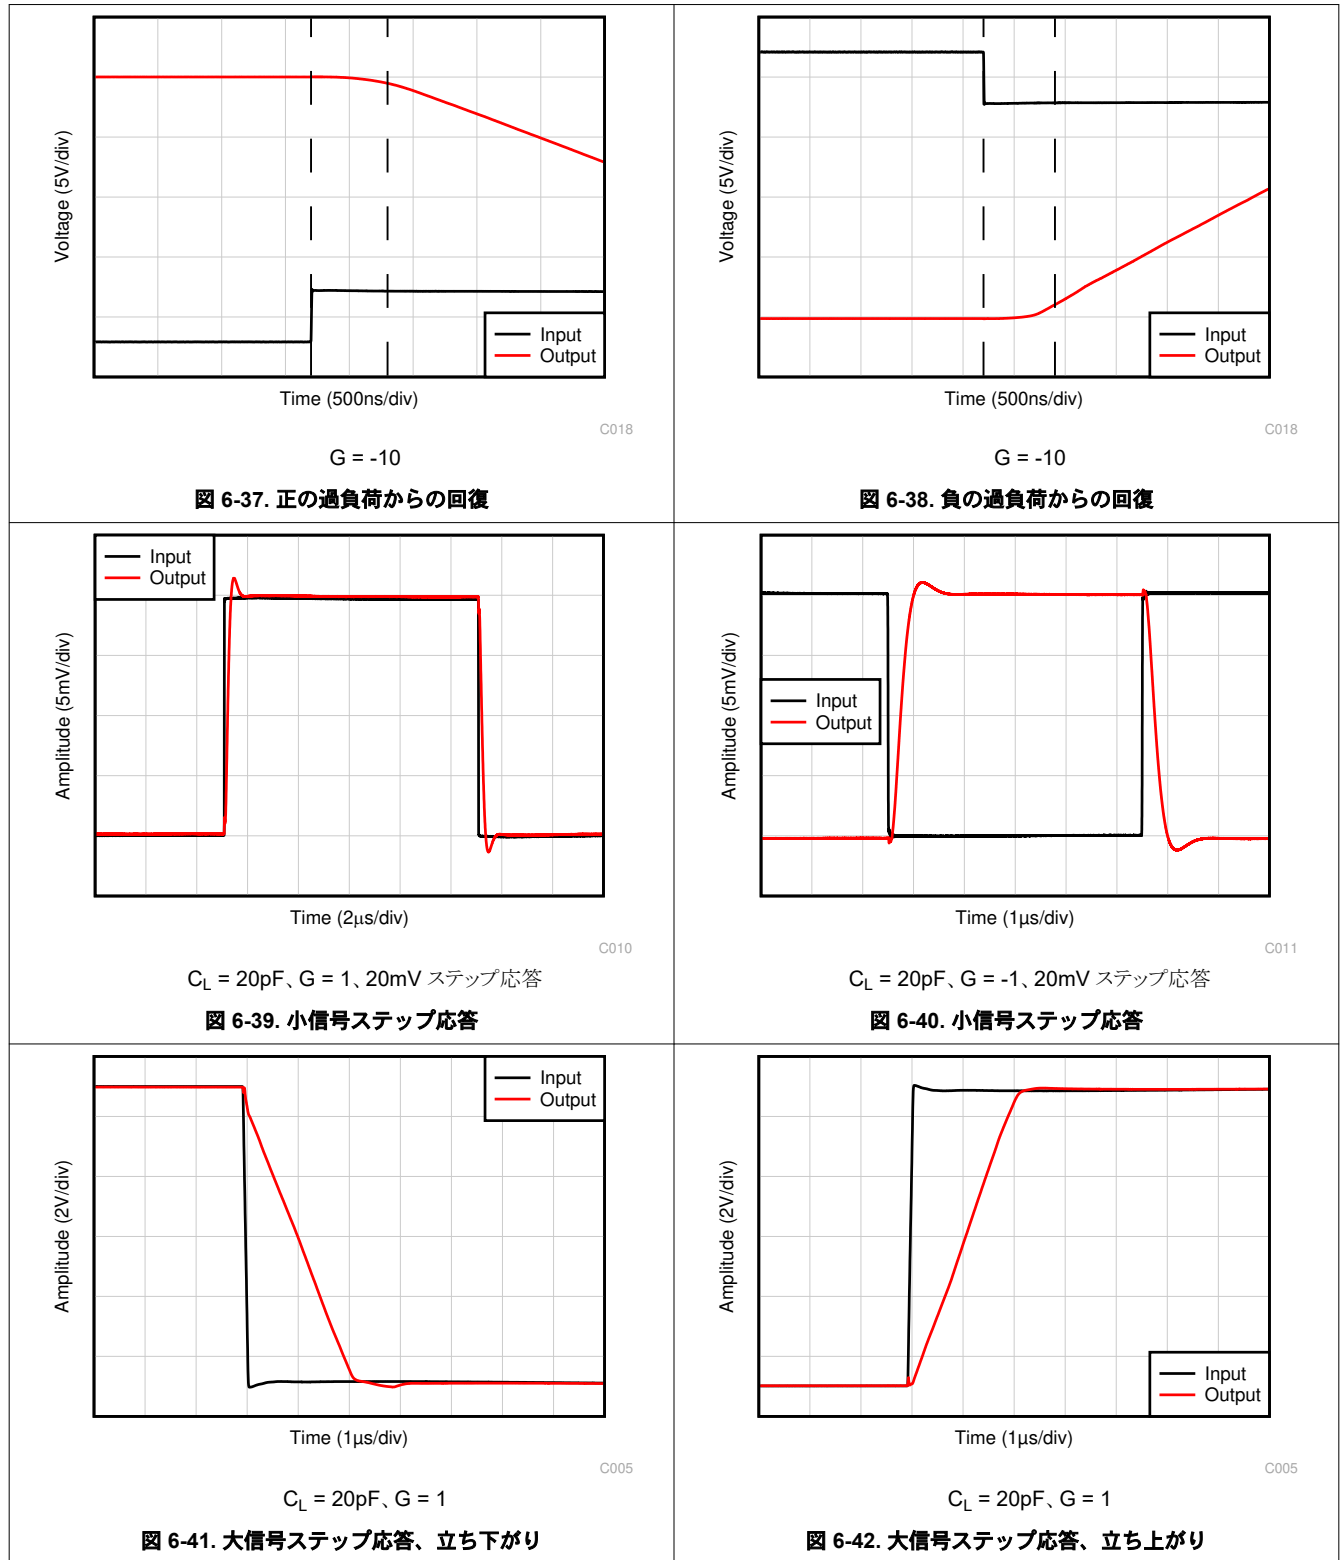 Voltage (5V/div)
Input
Output
Time (500ns/div)
C018
G = -10
図 6-37. 正の過負荷からの回復
Voltage (5V/div)
Input
Output
Time (500ns/div)
C018
G = -10
図 6-38. 負の過負荷からの回復
Input
Output
Amplitude (5mV/div)
Time (2μs/div)
C010
CL = 20pF、G = 1、20mV ステップ応答
図 6-39. 小信号ステップ応答
Amplitude (5mV/div)
Input
Output
Time (1μs/div)
C011
CL = 20pF、G = -1、20mV ステップ応答
図 6-40. 小信号ステップ応答
Input
Output
Amplitude (2V/div)
Time (1μs/div)
C005
CL = 20pF、G = 1
図 6-41. 大信号ステップ応答、立ち下がり
Amplitude (2V/div)
Input
Output
Time (1μs/div)
C005
CL = 20pF、G = 1
図 6-42. 大信号ステップ応答、立ち上がり